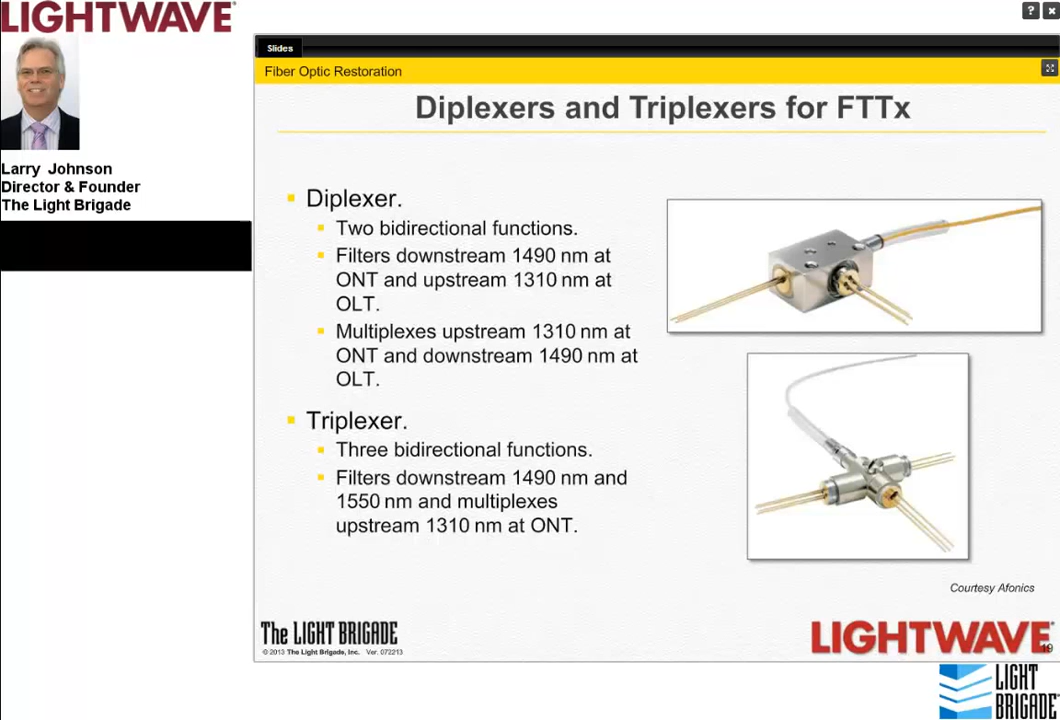 LIGHTWAVE
Larry Johnson
Director & Founder
The Light Brigade
?
Slides
Fiber Optic Restoration
Diplexers and Triplexers for FTTx
Diplexer.
Two bidirectional functions.
Filters downstream 1490 nm at
ONT and upstream 1310 nm at
OLT.
Multiplexes upstream 1310 nm at
ONT and downstream 1490 nm at
OLT.
Triplexer.
Three bidirectional functions.
Filters downstream 1490 nm and
1550 nm and multiplexes
upstream 1310 nm at ONT.
Courtesy Afonics
The LIGHT BRIGADE
© 2013 The Light Brigade, Inc. Ver. 072213
LIGHTWAVE
19
LIGHT
BRIGADE